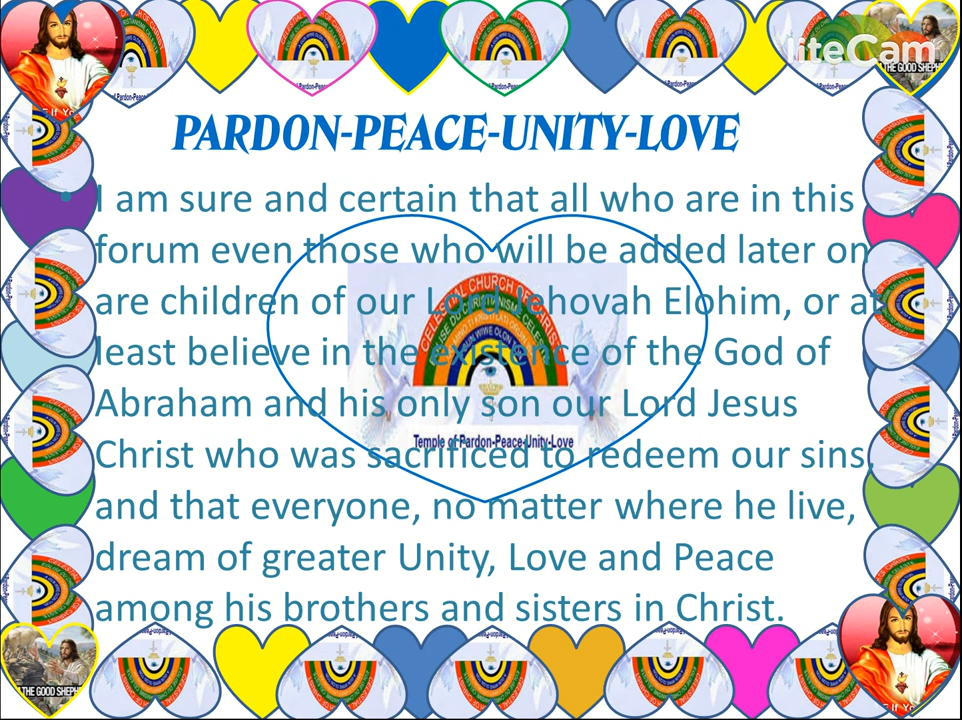 liteCam
THE GOOD SHEPH
PARDON-PEACE-UNITY-LOVE
• I am sure and certain that all who are in this
forum even those who will be added later on
are children of our Lord Jehovah Elohim, or at
least believe in the existence of the God of
Abraham and his only son our Lord Jesus
Christ who was sacrificed to redeem our sins,
and that everyone, no matter where he live,
dream of greater Unity, Love and Peace
among his brothers and sisters in Christ.
CELESTIAL CHURCH OF CHRIST
Temple of Pardon-Peace-Unity-Love
THE GOOD SHEPH